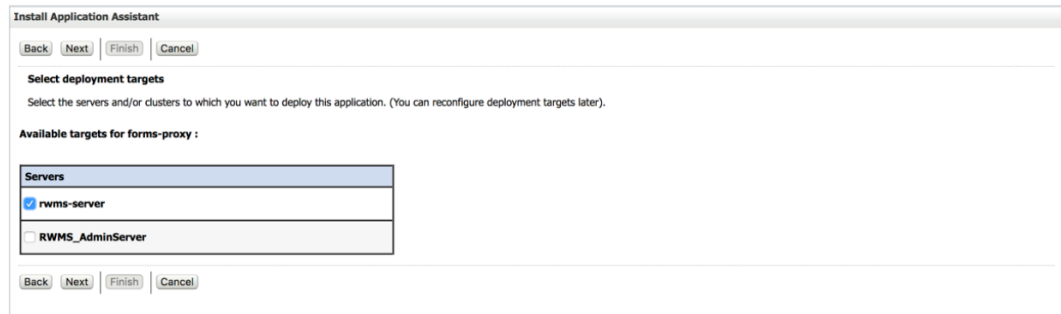 Install Application Assistant
Back Next Finish Cancel
Select deployment targets
Select the servers and/or clusters to which you want to deploy this application. (You can reconfigure deployment targets later).
Available targets for forms-proxy :
Servers
rwms-server
RWMS_AdminServer
Back Next Finish Cancel